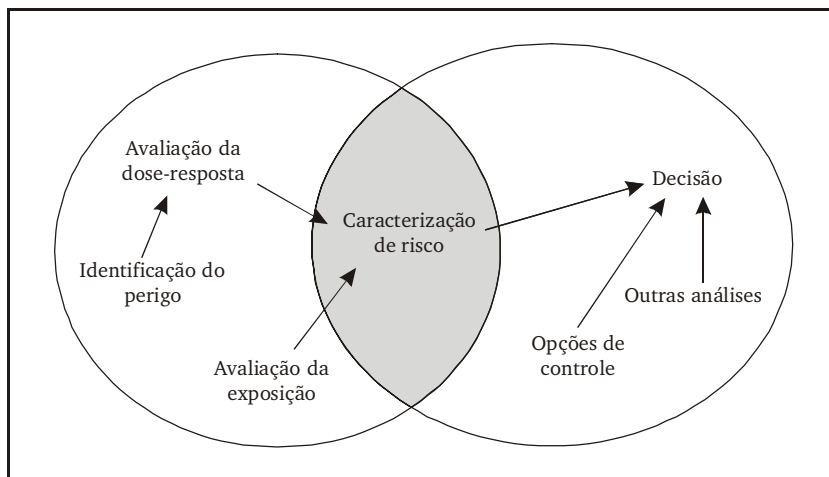 Avaliação da
dose-resposta
Identificação do
perigo
Avaliação da
exposição
Caracterização
de risco
Decisão
Outras análises
Opções de
controle